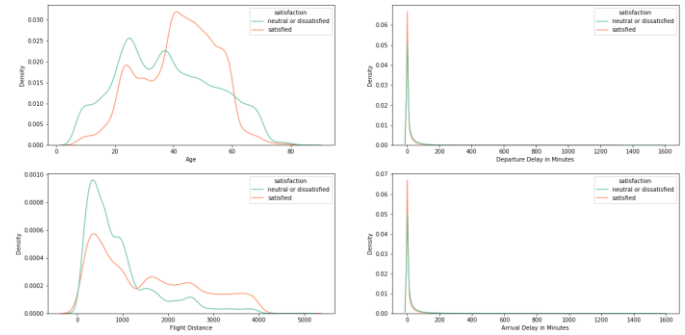 satisfaction
neutral or dissatisfied
satisfied
0.030
0.025
0.020
0.015
0.010
0.005
0.000
Density
0 20 40 60 80
Age
satisfaction
neutral or dissatisfied
satisfied
0.06
0.05
0.04
0.03
0.02
0.01
0.00
Density
0 200 400 600 800 1000 1200 1400 1600
Departure Delay in Minutes
satisfaction
neutral or dissatisfied
satisfied
0.0010
0.0008
0.0006
0.0004
0.0002
0.0000
Density
0 1000 2000 3000 4000 5000
Flight Distance
satisfaction
neutral or dissatisfied
satisfied
0.07
0.06
0.05
0.04
0.03
0.02
0.01
0.00
Density
0 200 400 600 800 1000 1200 1400 1600
Arrival Delay in Minutes